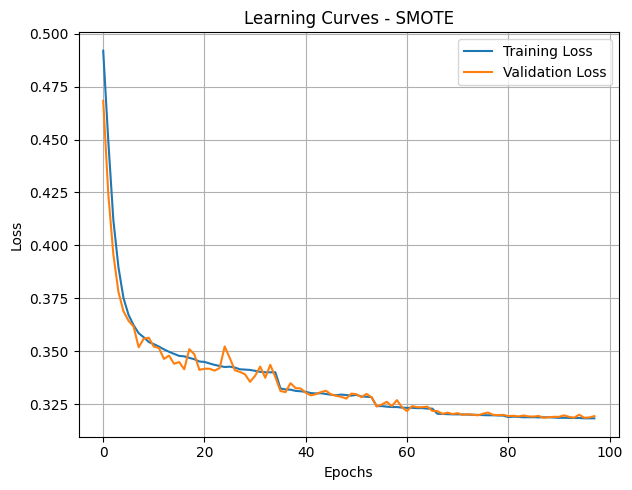 Learning Curves - SMOTE
Training Loss
Validation Loss
0.500
0.475
0.450
0.425
0.400
0.375
0.350
0.325
Loss
0
20
40
60
80
100
Epochs